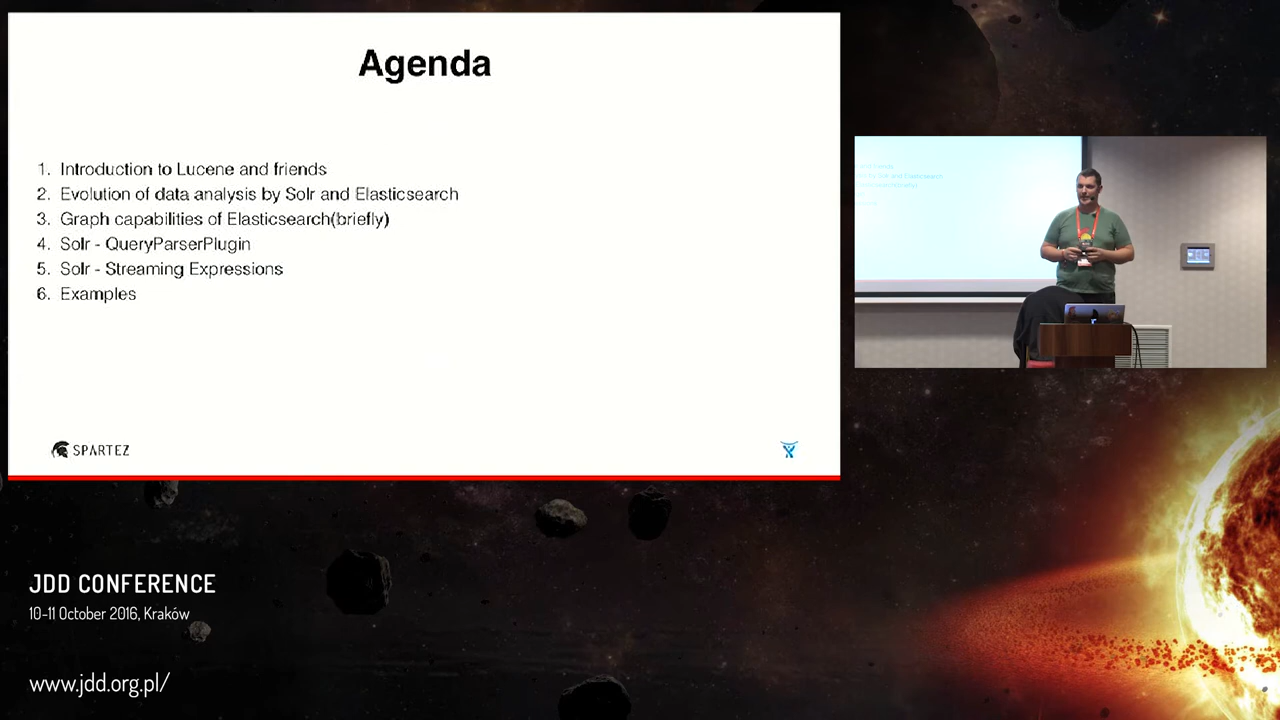 Agenda
1. Introduction to Lucene and friends
2. Evolution of data analysis by Solr and Elasticsearch
3. Graph capabilities of Elasticsearch(briefly)
4. Solr - QueryParserPlugin
5. Solr - Streaming Expressions
6. Examples
SPARTEZ
JDD CONFERENCE
10-11 October 2016, Kraków
www.jdd.org.pl/